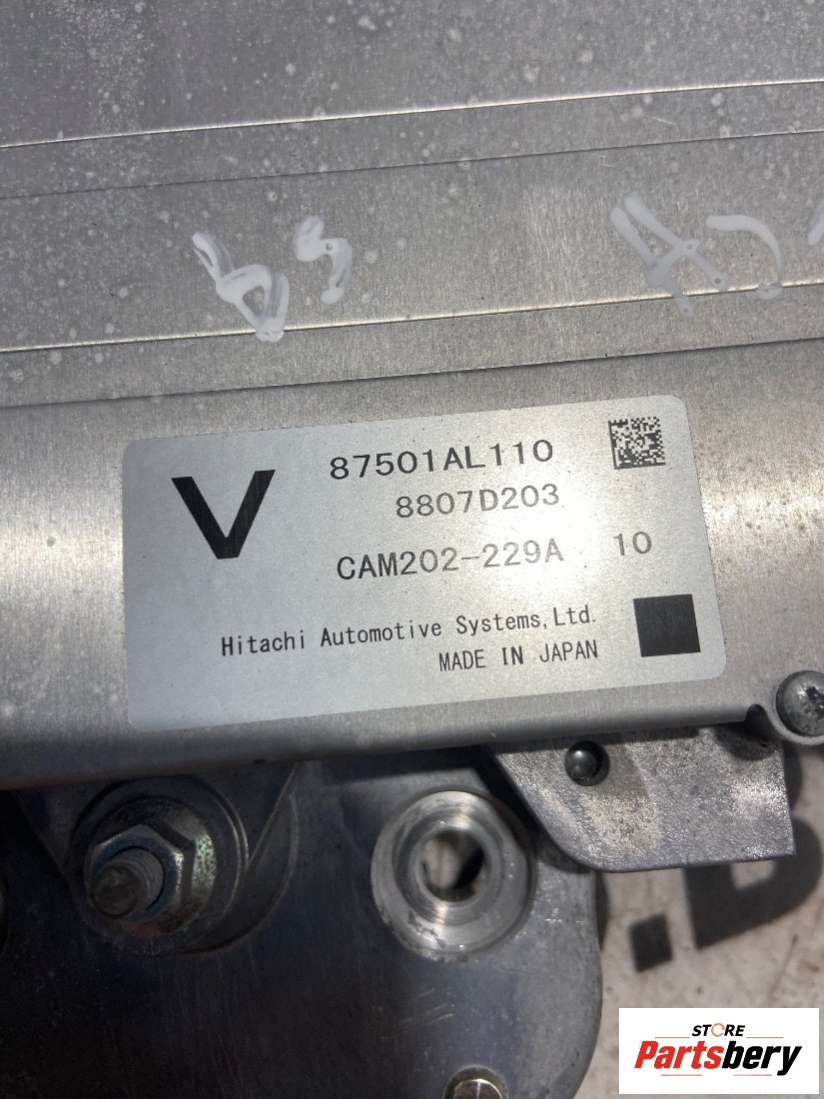 V
87501AL110
8807D203
CAM202-229A 10
Hitachi Automotive Systems, Ltd.
MADE IN JAPAN
STORE
Partsbery